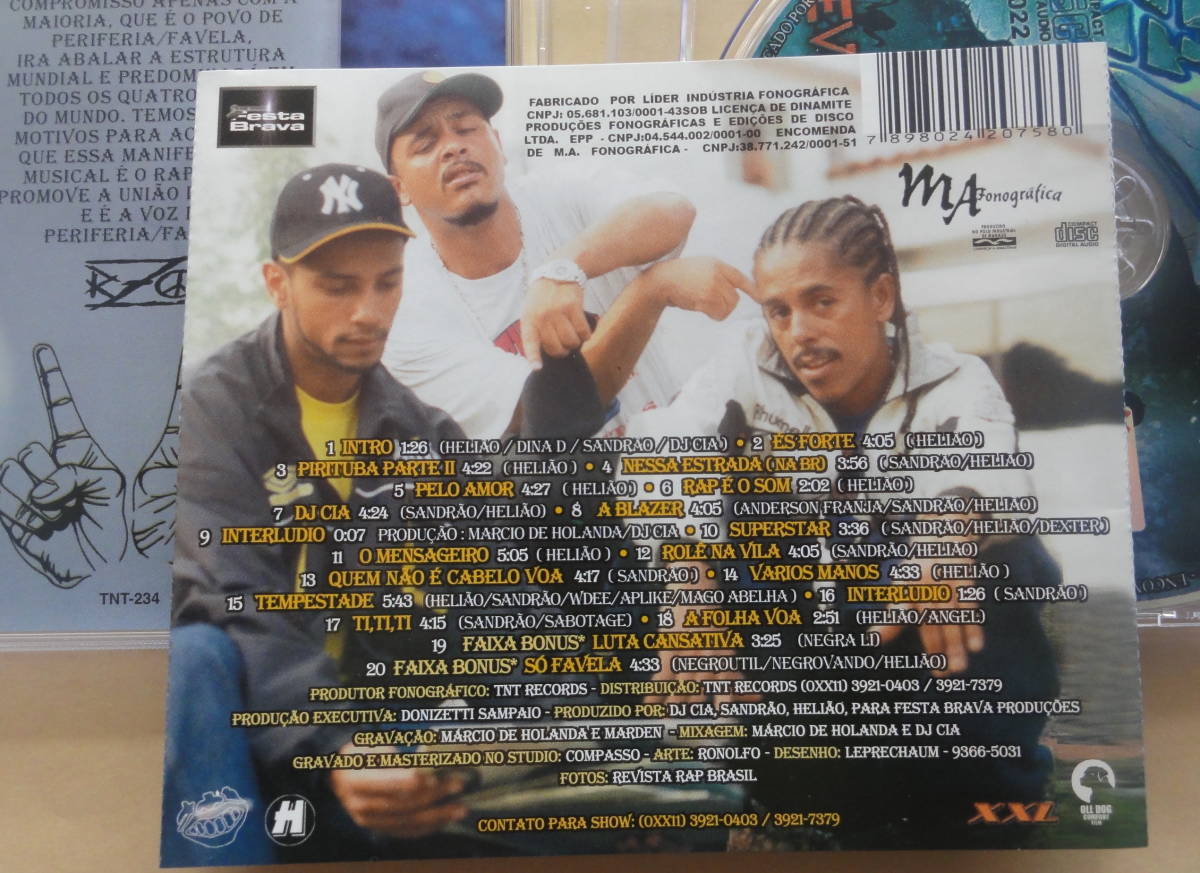 COMPROMISSO APENAS COM A
MAIORIA, QUE É O POVO DE
PERIFERIA/FAVELA,
IRA ABALAR A ESTRUTURA
MUNDIAL E
TODOS OS QUATRO
DO MUNDO. TEMOS
MOTIVOS PARA
QUE ESSA
MUSICAL É O RAP
PROMOVE A UNIÃO
E É A VOZ
PERIFERIA/FA
TNT-234
Festa
Brava
FABRICADO POR LÍDER INDÚSTRIA FONOGRÁFICA
CNPJ: 05.681.103/0001-43SOB LICENÇA DE DINAMITE
PRODUÇÕES FONOGRÁFICAS E EDIÇÕES DE DISCO
LTDA. EPP - CNPJ:04.544.002/0001-00 ENCOMENDA
DE M.A. FONOGRÁFICA - CNPJ:38.771.242/0001-51
7 898024 207580
MA Fonográfica
COMPACT
disc
DIGITAL AUDIO
1 INTRO 1:26 (HELIAO / DINA D / SANDRAO / DJ CIA) • 2 ÉS FORTE 4:05 (HELIÃO)
3 PIRITUBA PARTE II 4:22 (HELIÃO) • 4 NESSA ESTRADA (NA BR) 3:56 (SANDRÃO/HELIÃO)
5 PELO AMOR 4:27 (HELIÃO) • 6 RAP É O SOM 2:02 (HELIÃO)
7 DJ CIA 4:24 (SANDRÃO/HELIÃO) • 8 A BLAZER 4:05 (ANDERSON FRANJA/SANDRÃO/HELIÃO)
9 INTERLUDIO 0:07 PRODUÇÃO : MARCIO DE HOLANDA/DJ CIA • 10 SUPERSTAR 3:36 (SANDRÃO/HELIÃO/DEXTER)
11 O MENSAGEIRO 5:05 (HELIÃO) • 12 ROLÉ NA VILA 4:05 (SANDRÃO/HELIÃO)
13 QUEM NÃO É CABELO VOA 4:17 (SANDRÃO) • 14 VARIOS MANOS 4:33 (HELIÃO)
15 TEMPESTADE 5:43 (HELIÃO/SANDRÃO/WDEE/APLIKE/MAGO ABELHA) • 16 INTERLUDIO 1:26 (SANDRÃO)
17 TI,TI,TI 4:15 (SANDRÃO/SABOTAGE) • 18 A FOLHA VOA 2:51 (HELIÃO/ANGEL)
19 FAIXA BONUS* LUTA CANSATIVA 3:25 (NEGRA LI)
20 FAIXA BONUS* SÓ FAVELA 4:33 (NEGROUTIL/NEGROVANDO/HELIÃO)
PRODUTOR FONOGRÁFICO: TNT RECORDS - DISTRIBUIÇÃO: TNT RECORDS (0XX11) 3921-0403 / 3921-7379
PRODUÇÃO EXECUTIVA: DONIZETTI SAMPAIO - PRODUZIDO POR: DJ CIA, SANDRÃO, HELIÃO, PARA FESTA BRAVA PRODUÇÕES
GRAVAÇÃO: MÁRCIO DE HOLANDA E MARDEN - MIXAGEM: MÁRCIO DE HOLANDA E DJ CIA
GRAVADO E MASTERIZADO NO STUDIO: COMPASSO - ARTE: RONOLFO - DESENHO: LEPRECHAUM - 9366-5031
FOTOS: REVISTA RAP BRASIL
CONTATO PARA SHOW: (0XX11) 3921-0403 / 3921-7379
H
XXL
OLL DOG
COMPANY
FILM